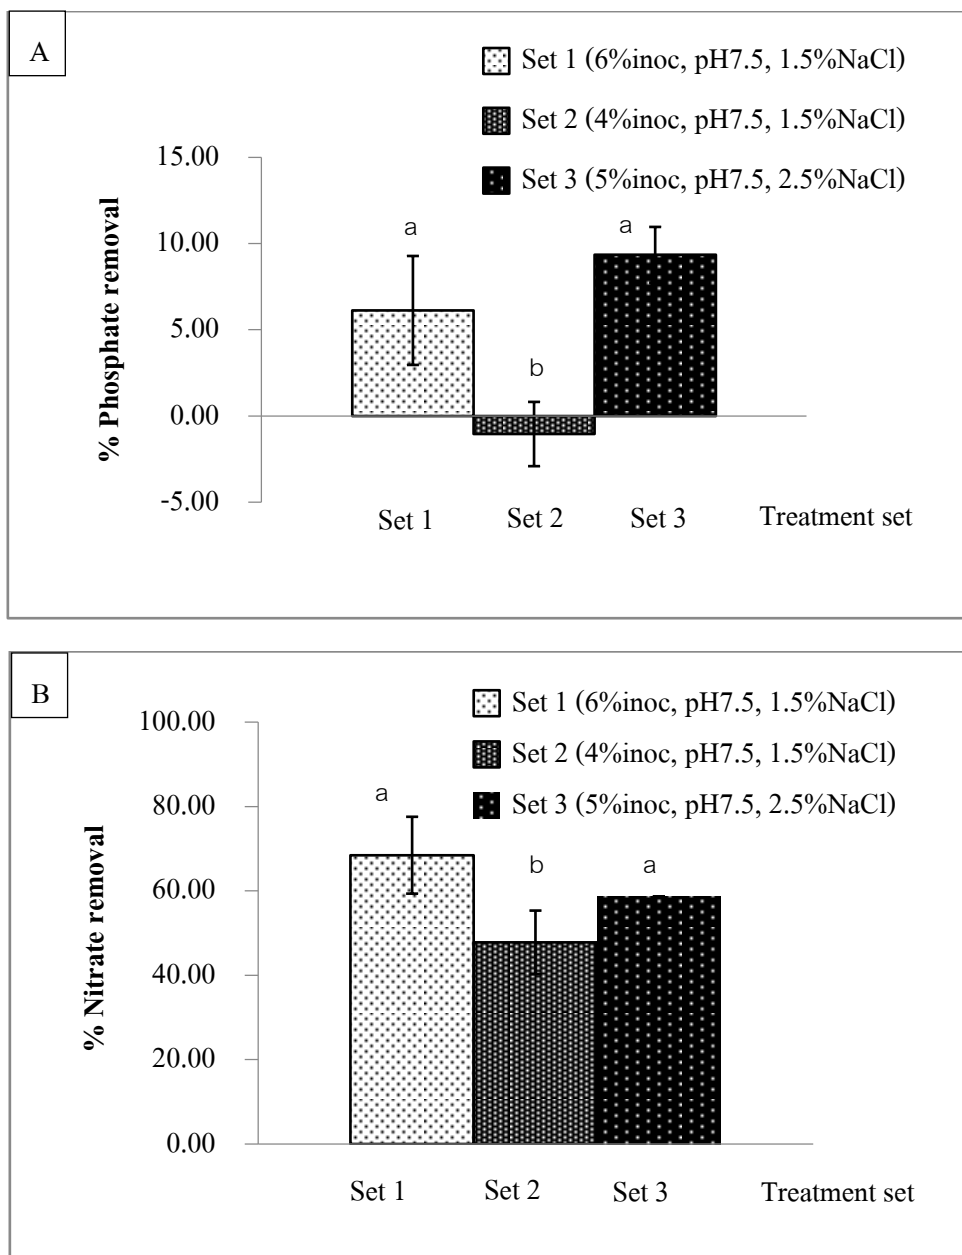 A
Set 1 (6%inoc, pH7.5, 1.5%NaCl)
Set 2 (4%inoc, pH7.5, 1.5%NaCl)
Set 3 (5%inoc, pH7.5, 2.5%NaCl)
% Phosphate removal
15.00
10.00
5.00
0.00
-5.00
a
b
a
Set 1
Set 2
Set 3
Treatment set
B
Set 1 (6%inoc, pH7.5, 1.5%NaCl)
Set 2 (4%inoc, pH7.5, 1.5%NaCl)
Set 3 (5%inoc, pH7.5, 2.5%NaCl)
% Nitrate removal
100.00
80.00
60.00
40.00
20.00
0.00
a
b
a
Set 1
Set 2
Set 3
Treatment set